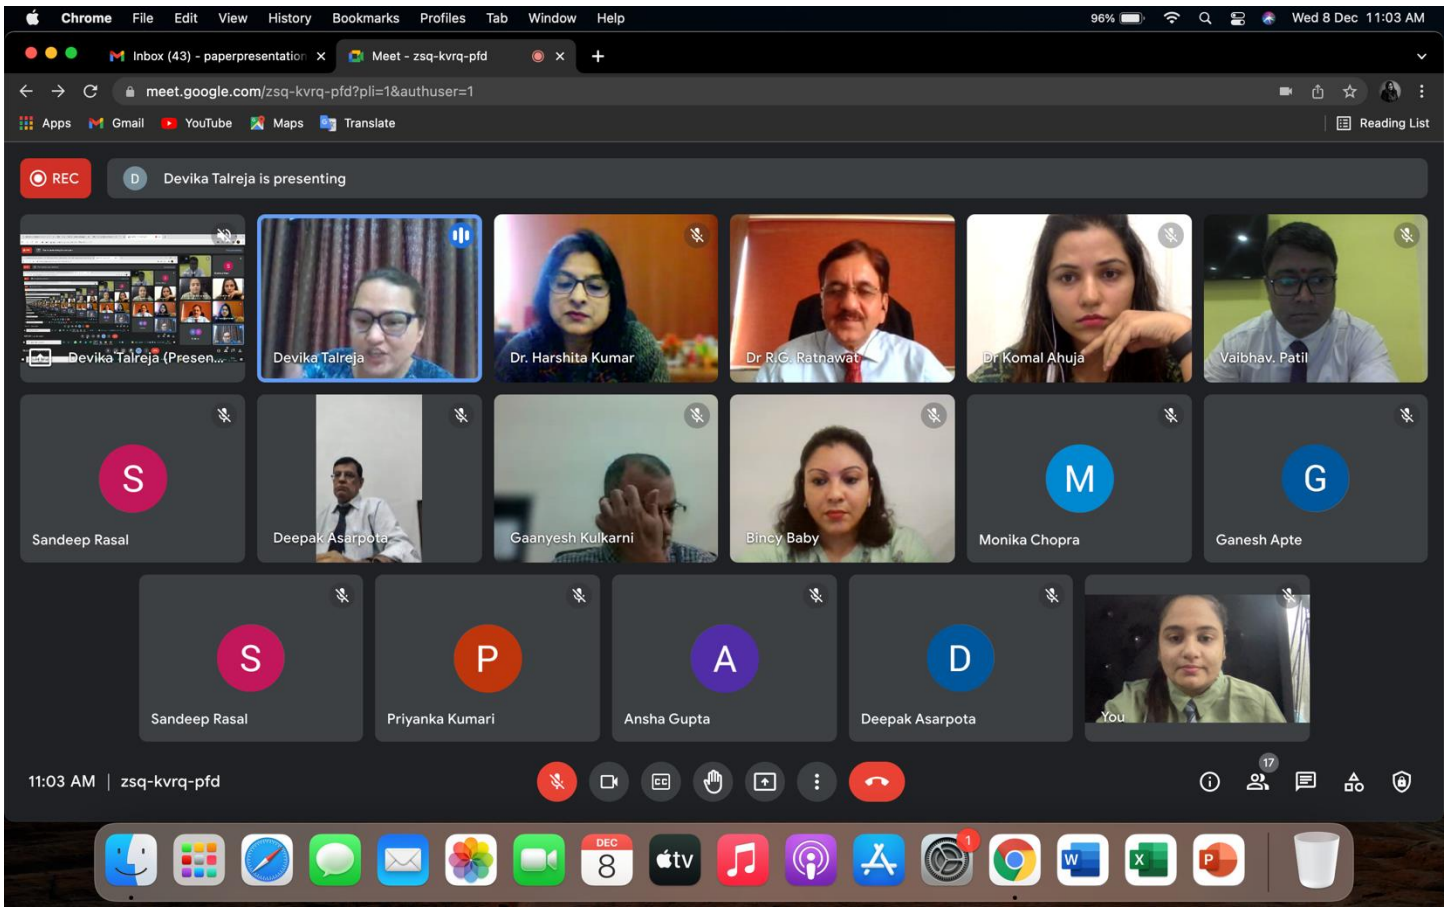 Chrome File Edit View History Bookmarks Profiles Tab Window Help 96% Wed 8 Dec 11:03 AM
Inbox (43) - paperpresentation Meet - zsq-kvrq-pfd
meet.google.com/zsq-kvrq-pfd?pli=1&authuser=1
Apps Gmail YouTube Maps Translate Reading List
REC D Devika Talreja is presenting
Devika Talreja (Presen... Devika Talreja Dr. Harshita Kumar Dr R.G. Ratnawat Dr Komal Ahuja Vaibhav. Patil
S M G
Sandeep Rasal Deepak Asarpota Gaanyesh Kulkarni Bincy Baby Monika Chopra Ganesh Apte
S P A D
Sandeep Rasal Priyanka Kumari Ansha Gupta Deepak Asarpota You
11:03 AM | zsq-kvrq-pfd CC 17
DEC 8 tv 1 W X P